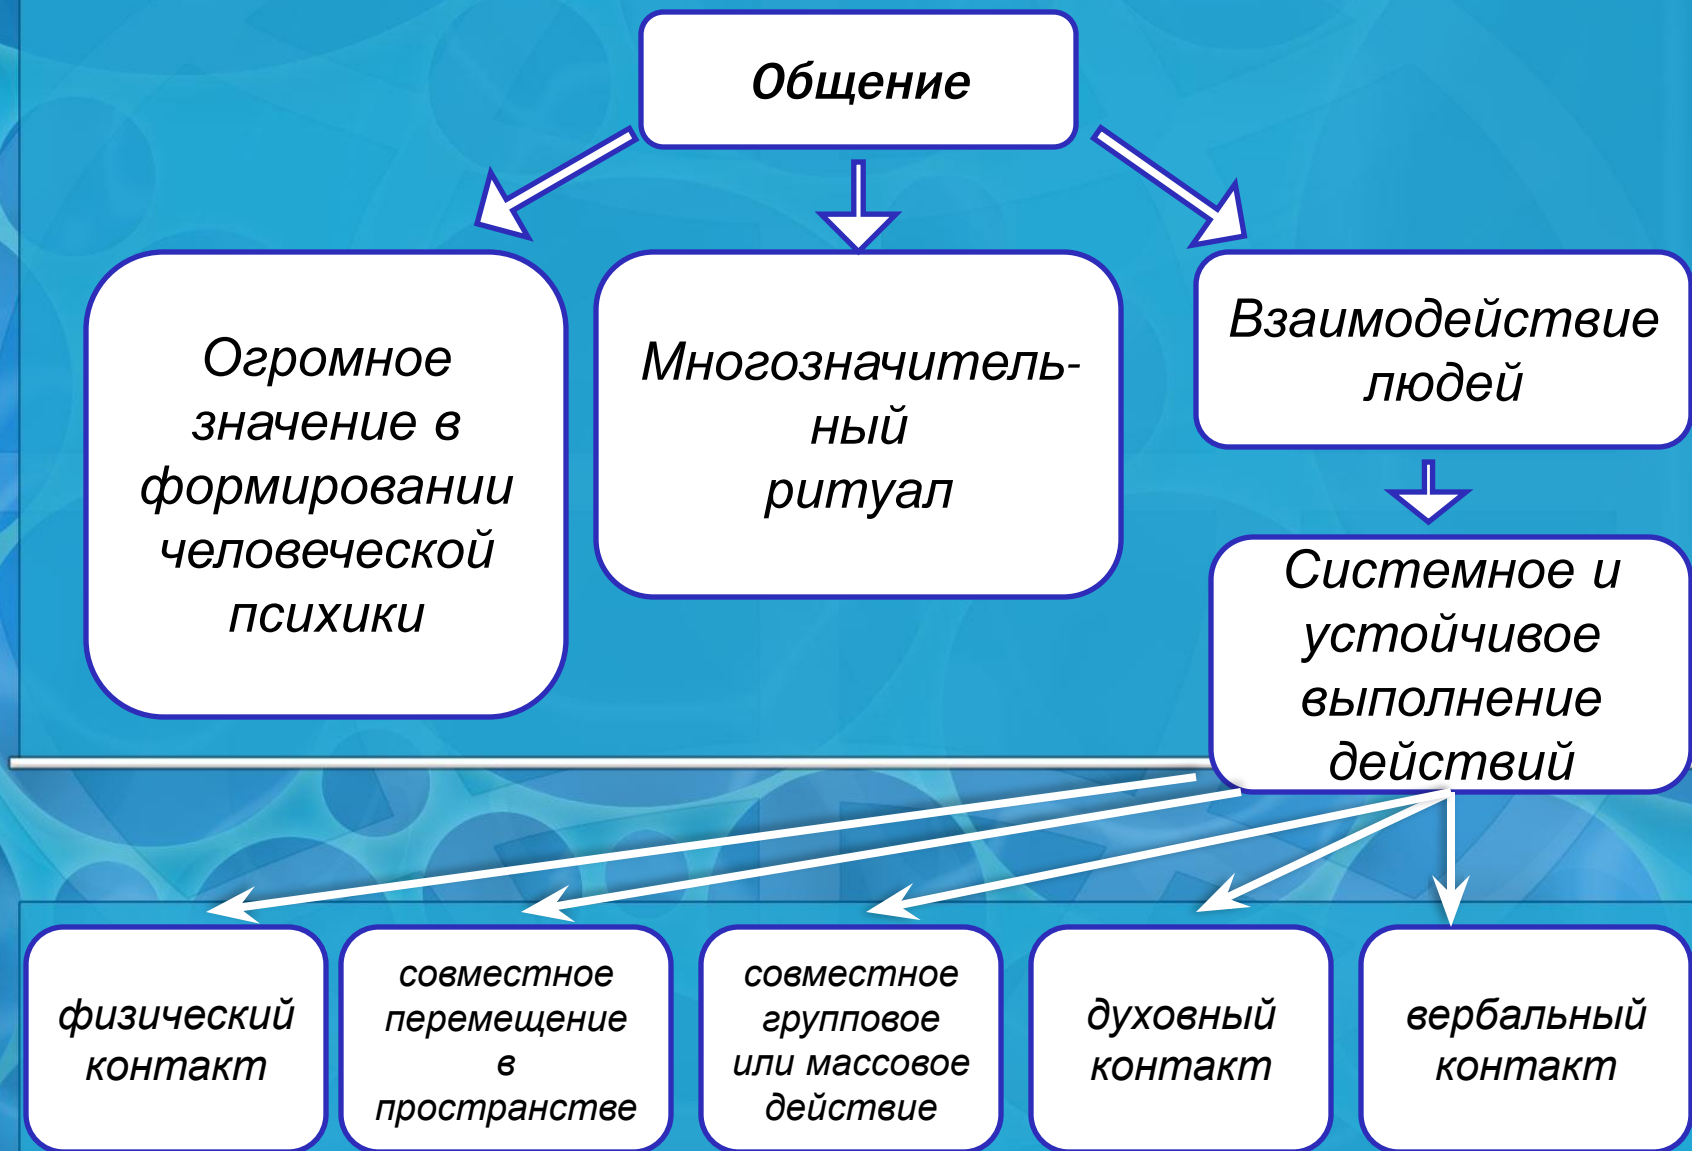 Общение
Огромное
значение в
формировании
человеческой
психики
Многозначитель-
ный
ритуал
Взаимодействие
людей
Системное и
устойчивое
выполнение
действий
физический
контакт
совместное
перемещение
в
пространстве
совместное
групповое
или массовое
действие
духовный
контакт
вербальный
контакт